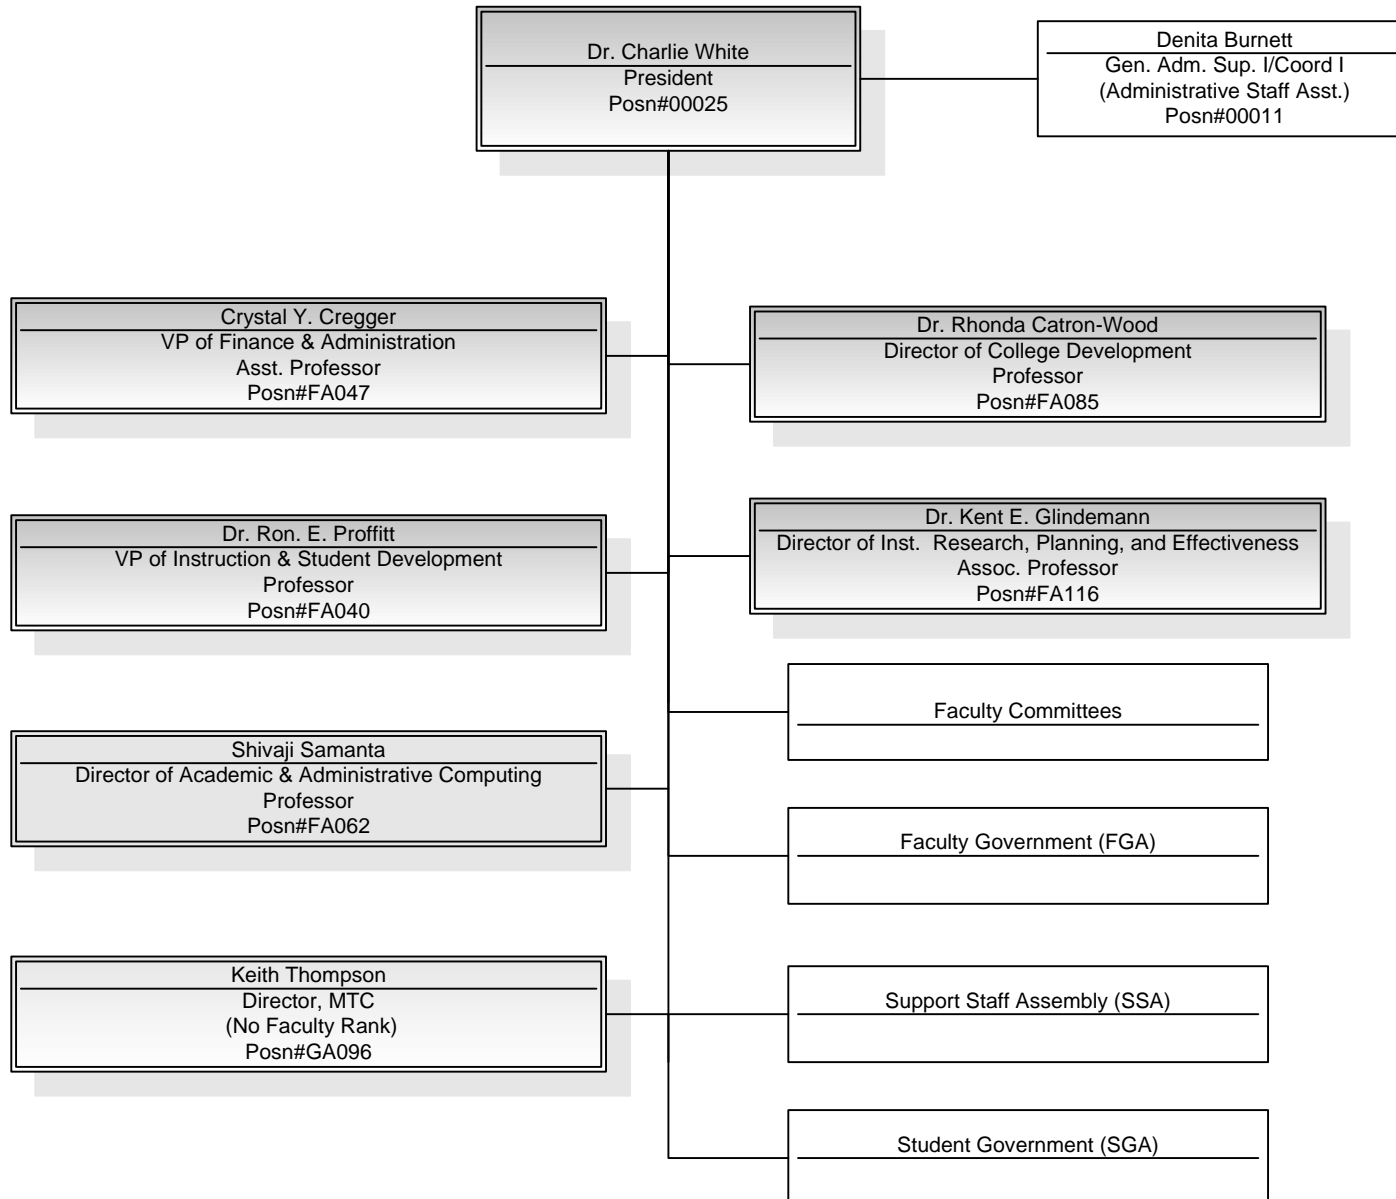 Dr. Charlie White
President
Posn#00025
Denita Burnett
Gen. Adm. Sup. I/Coord I
(Administrative Staff Asst.)
Posn#00011
Crystal Y. Cregger
VP of Finance & Administration
Asst. Professor
Posn#FA047
Dr. Rhonda Catron-Wood
Director of College Development
Professor
Posn#FA085
Dr. Ron. E. Proffitt
VP of Instruction & Student Development
Professor
Posn#FA040
Dr. Kent E. Glindemann
Director of Inst.  Research, Planning, and Effectiveness
Assoc. Professor
Posn#FA116
Shivaji Samanta
Director of Academic & Administrative Computing
Professor
Posn#FA062
Faculty Committees
Faculty Government (FGA)
Keith Thompson
Director, MTC
(No Faculty Rank)
Posn#GA096
Support Staff Assembly (SSA)
Student Government (SGA)